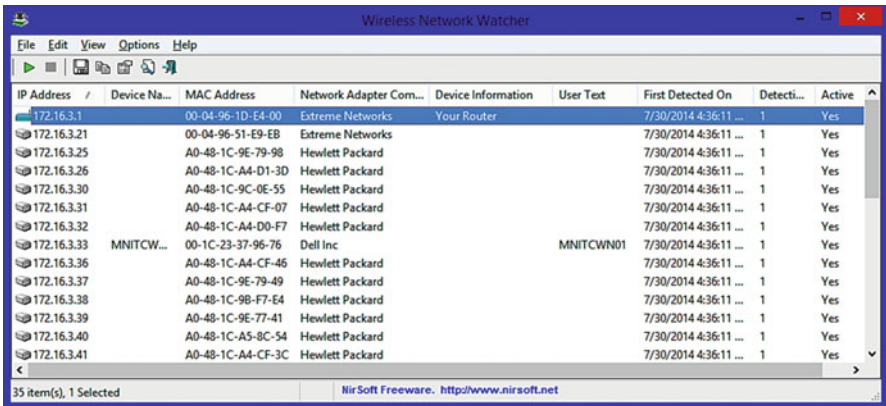 Wireless Network Watcher
File Edit View Options Help
IP Address / Device Na... MAC Address Network Adapter Com... Device Information User Text First Detected On Detecti... Active
172.16.3.1 00-04-96-1D-E4-00 Extreme Networks Your Router 7/30/2014 4:36:11 ... 1 Yes
172.16.3.21 00-04-96-51-E9-EB Extreme Networks 7/30/2014 4:36:11 ... 1 Yes
172.16.3.25 A0-48-1C-9E-79-98 Hewlett Packard 7/30/2014 4:36:11 ... 1 Yes
172.16.3.26 A0-48-1C-A4-D1-3D Hewlett Packard 7/30/2014 4:36:11 ... 1 Yes
172.16.3.30 A0-48-1C-9C-0E-55 Hewlett Packard 7/30/2014 4:36:11 ... 1 Yes
172.16.3.31 A0-48-1C-A4-CF-07 Hewlett Packard 7/30/2014 4:36:11 ... 1 Yes
172.16.3.32 A0-48-1C-A4-D0-F7 Hewlett Packard 7/30/2014 4:36:11 ... 1 Yes
172.16.3.33 MNITCW... 00-1C-23-37-96-76 Dell Inc MNITCWN01 7/30/2014 4:36:11 ... 1 Yes
172.16.3.36 A0-48-1C-A4-CF-46 Hewlett Packard 7/30/2014 4:36:11 ... 1 Yes
172.16.3.37 A0-48-1C-9E-79-49 Hewlett Packard 7/30/2014 4:36:11 ... 1 Yes
172.16.3.38 A0-48-1C-9B-F7-E4 Hewlett Packard 7/30/2014 4:36:11 ... 1 Yes
172.16.3.39 A0-48-1C-9E-77-41 Hewlett Packard 7/30/2014 4:36:11 ... 1 Yes
172.16.3.40 A0-48-1C-A5-8C-54 Hewlett Packard 7/30/2014 4:36:11 ... 1 Yes
172.16.3.41 A0-48-1C-A4-CF-3C Hewlett Packard 7/30/2014 4:36:11 ... 1 Yes
35 item(s), 1 Selected NirSoft Freeware. http://www.nirsoft.net